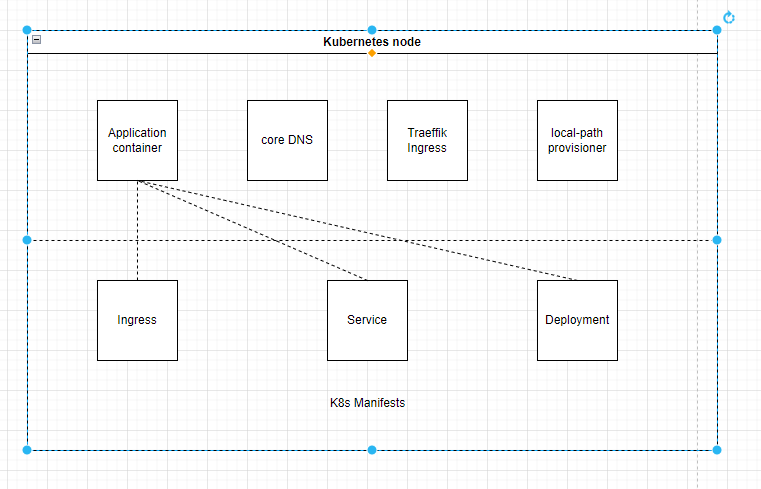 Kubernetes node
Application
container
core DNS
Traeffik
Ingress
local-path
provisioner
Ingress
Service
Deployment
K8s Manifests